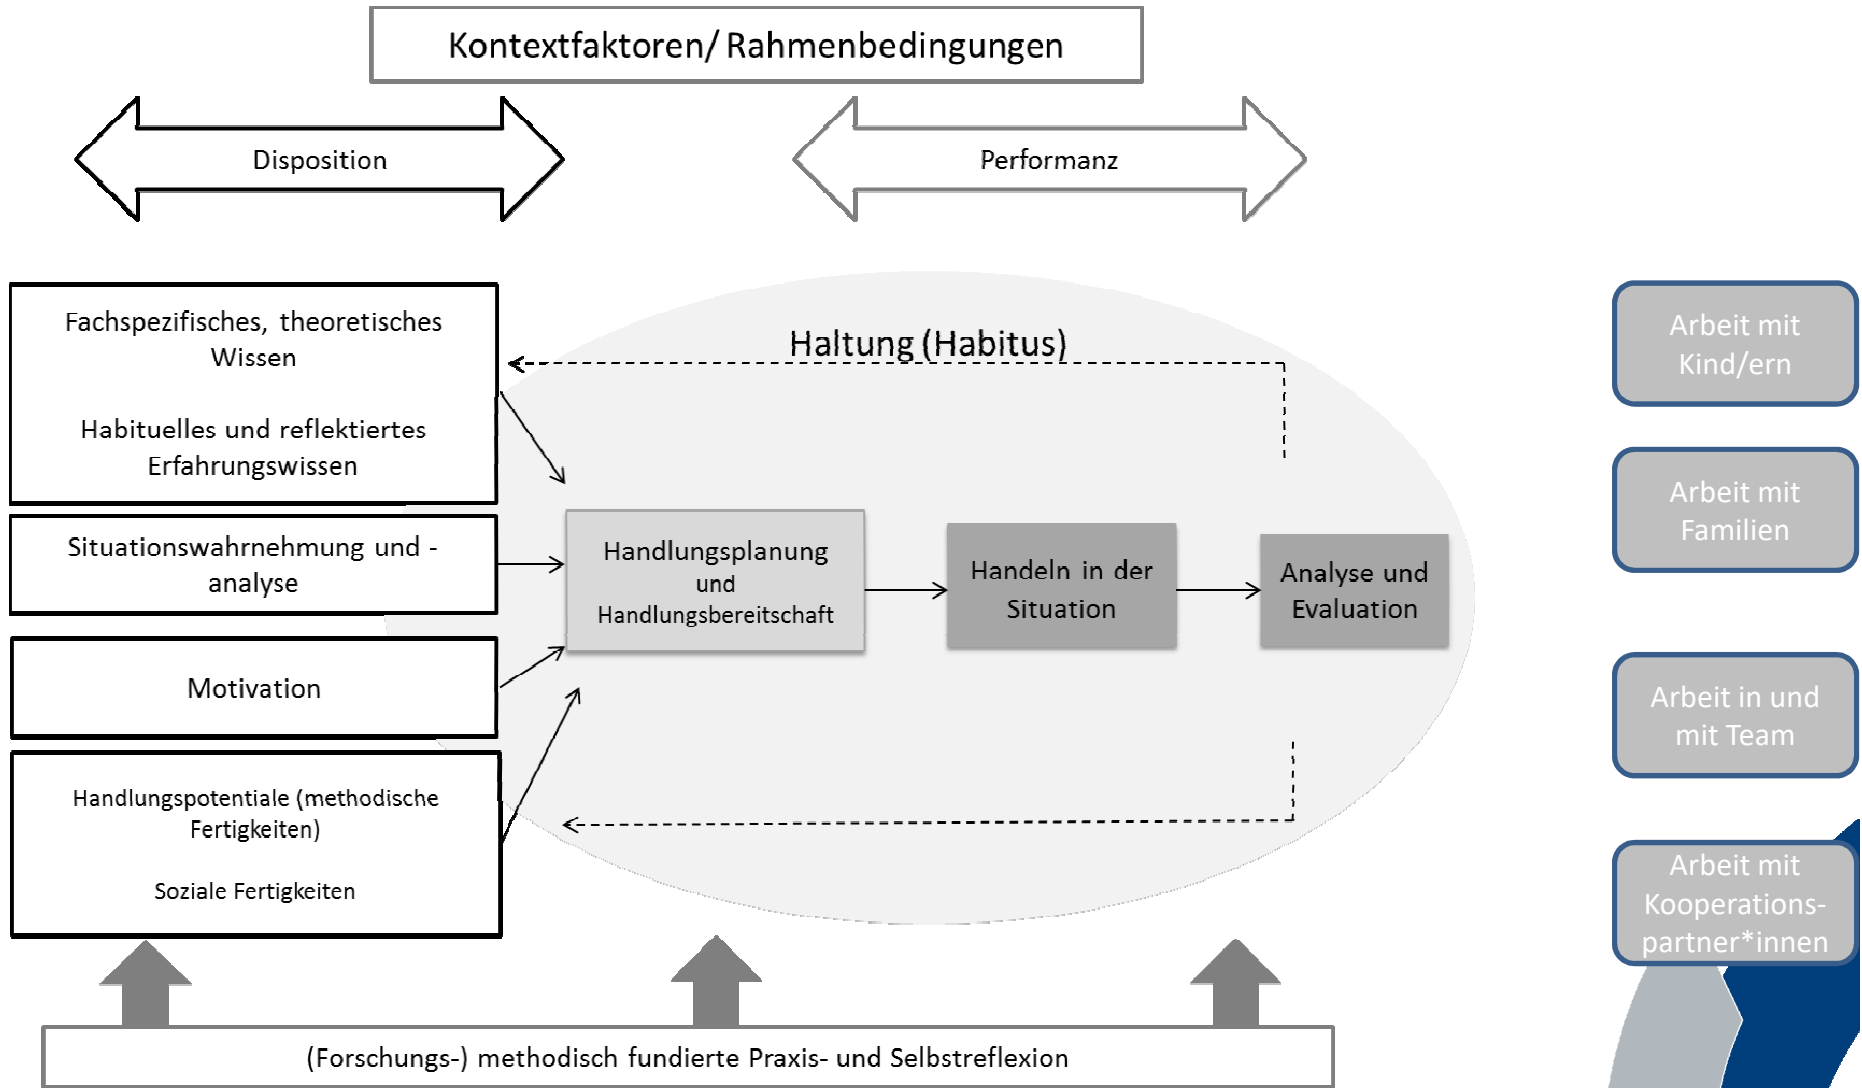 Kontextfaktoren/ Rahmenbedingungen
Disposition
Performanz
Fachspezifisches, theoretisches
Wissen
Habituelles und reflektiertes
Erfahrungswissen
Situationswahrnehmung und -
analyse
Motivation
Handlungspotentiale (methodische
Fertigkeiten)
Soziale Fertigkeiten
Haltung (Habitus)
Handlungsplanung
und
Handlungsbereitschaft
Handeln in der
Situation
Analyse und
Evaluation
Arbeit mit
Kind/ern
Arbeit mit
Familien
Arbeit in und
mit Team
Arbeit mit
Kooperations-
partner*innen
(Forschungs-) methodisch fundierte Praxis- und Selbstreflexion